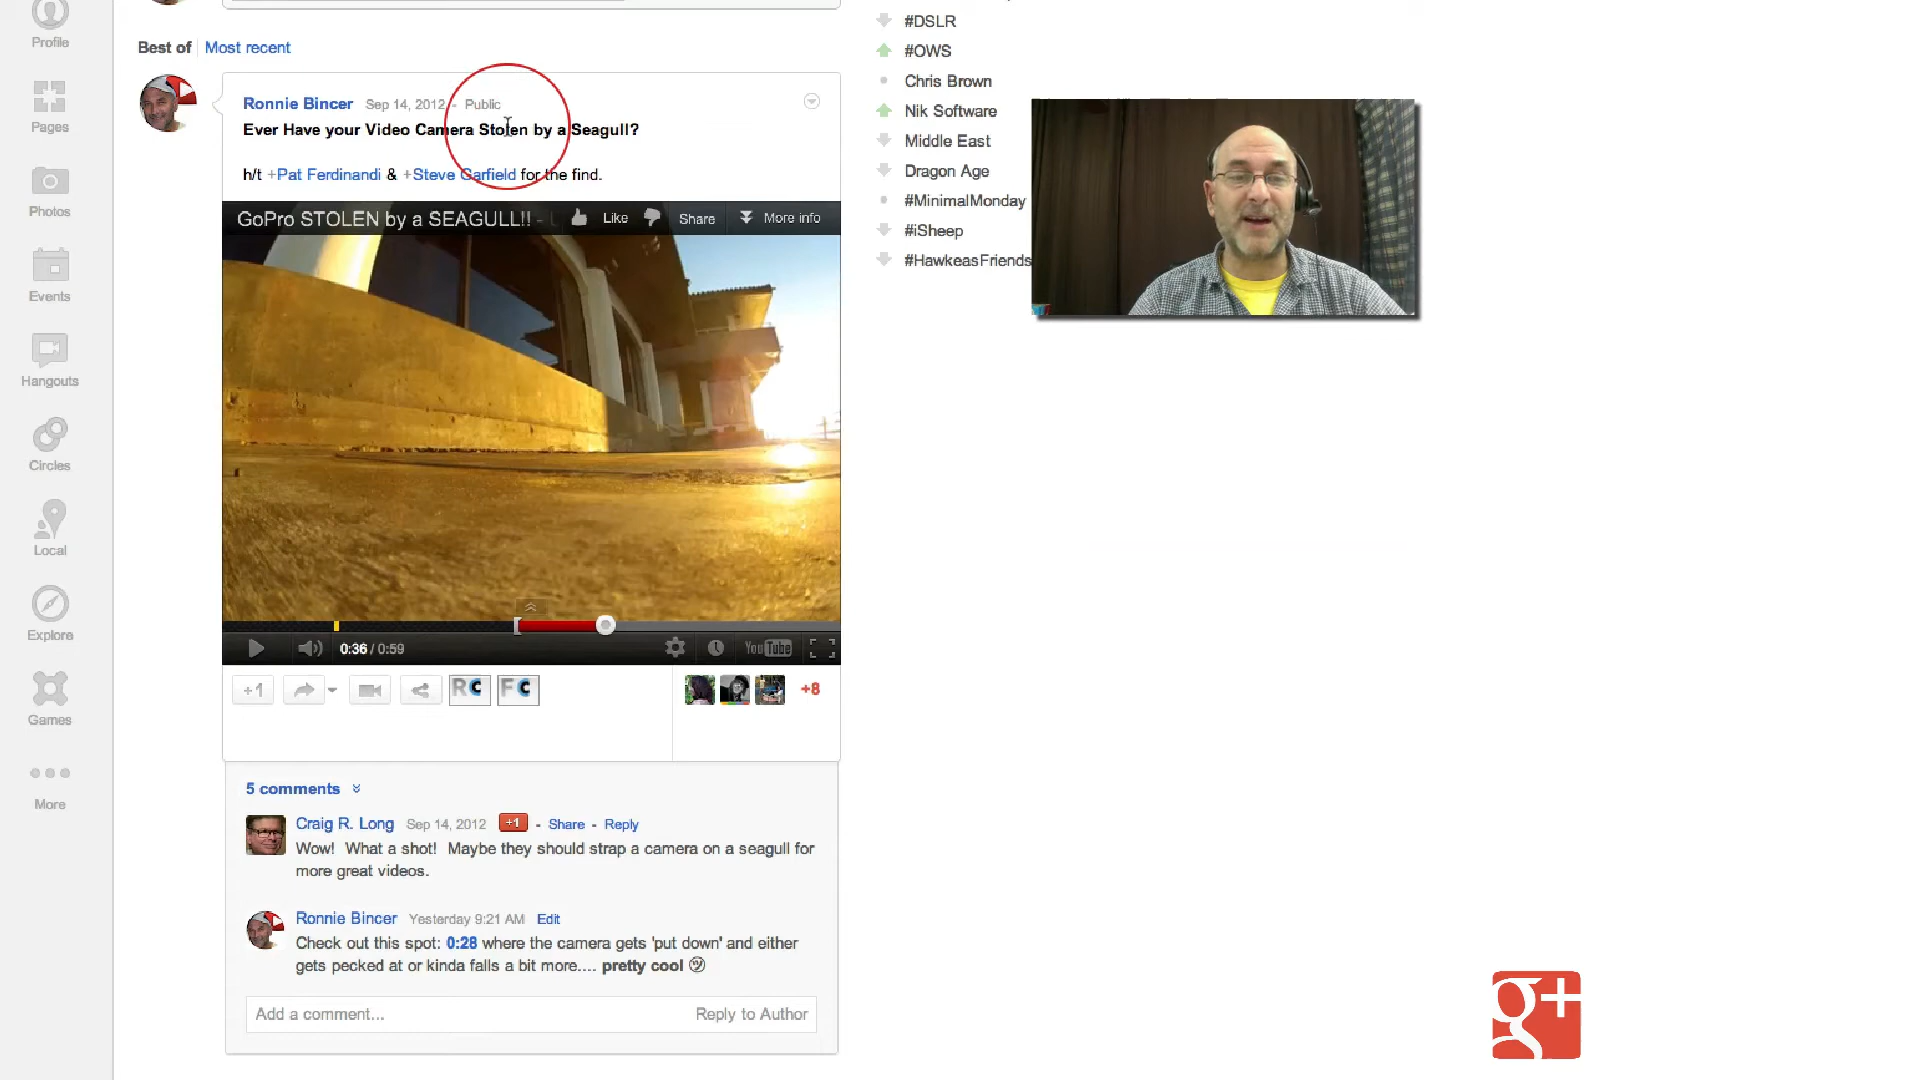 Profile
Pages
Photos
Events
Hangouts
Circles
Local
Explore
Games
More
Best of Most recent
Ronnie Bincer Sep 14, 2012 - Public
Ever Have your Video Camera Stolen by a Seagull?
h/t +Pat Ferdinandi & +Steve Garfield for the find.
GoPro STOLEN by a SEAGULL!! - Like Share More info
0:36 / 0:59 YouTube
+1 RC FC +8
5 comments
Craig R. Long Sep 14, 2012 +1 - Share - Reply
Wow! What a shot! Maybe they should strap a camera on a seagull for
more great videos.
Ronnie Bincer Yesterday 9:21 AM Edit
Check out this spot: 0:28 where the camera gets 'put down' and either
gets pecked at or kinda falls a bit more.... pretty cool
Add a comment... Reply to Author
#DSLR
#OWS
Chris Brown
Nik Software
Middle East
Dragon Age
#MinimalMonday
#iSheep
#HawkeasFriends
g+